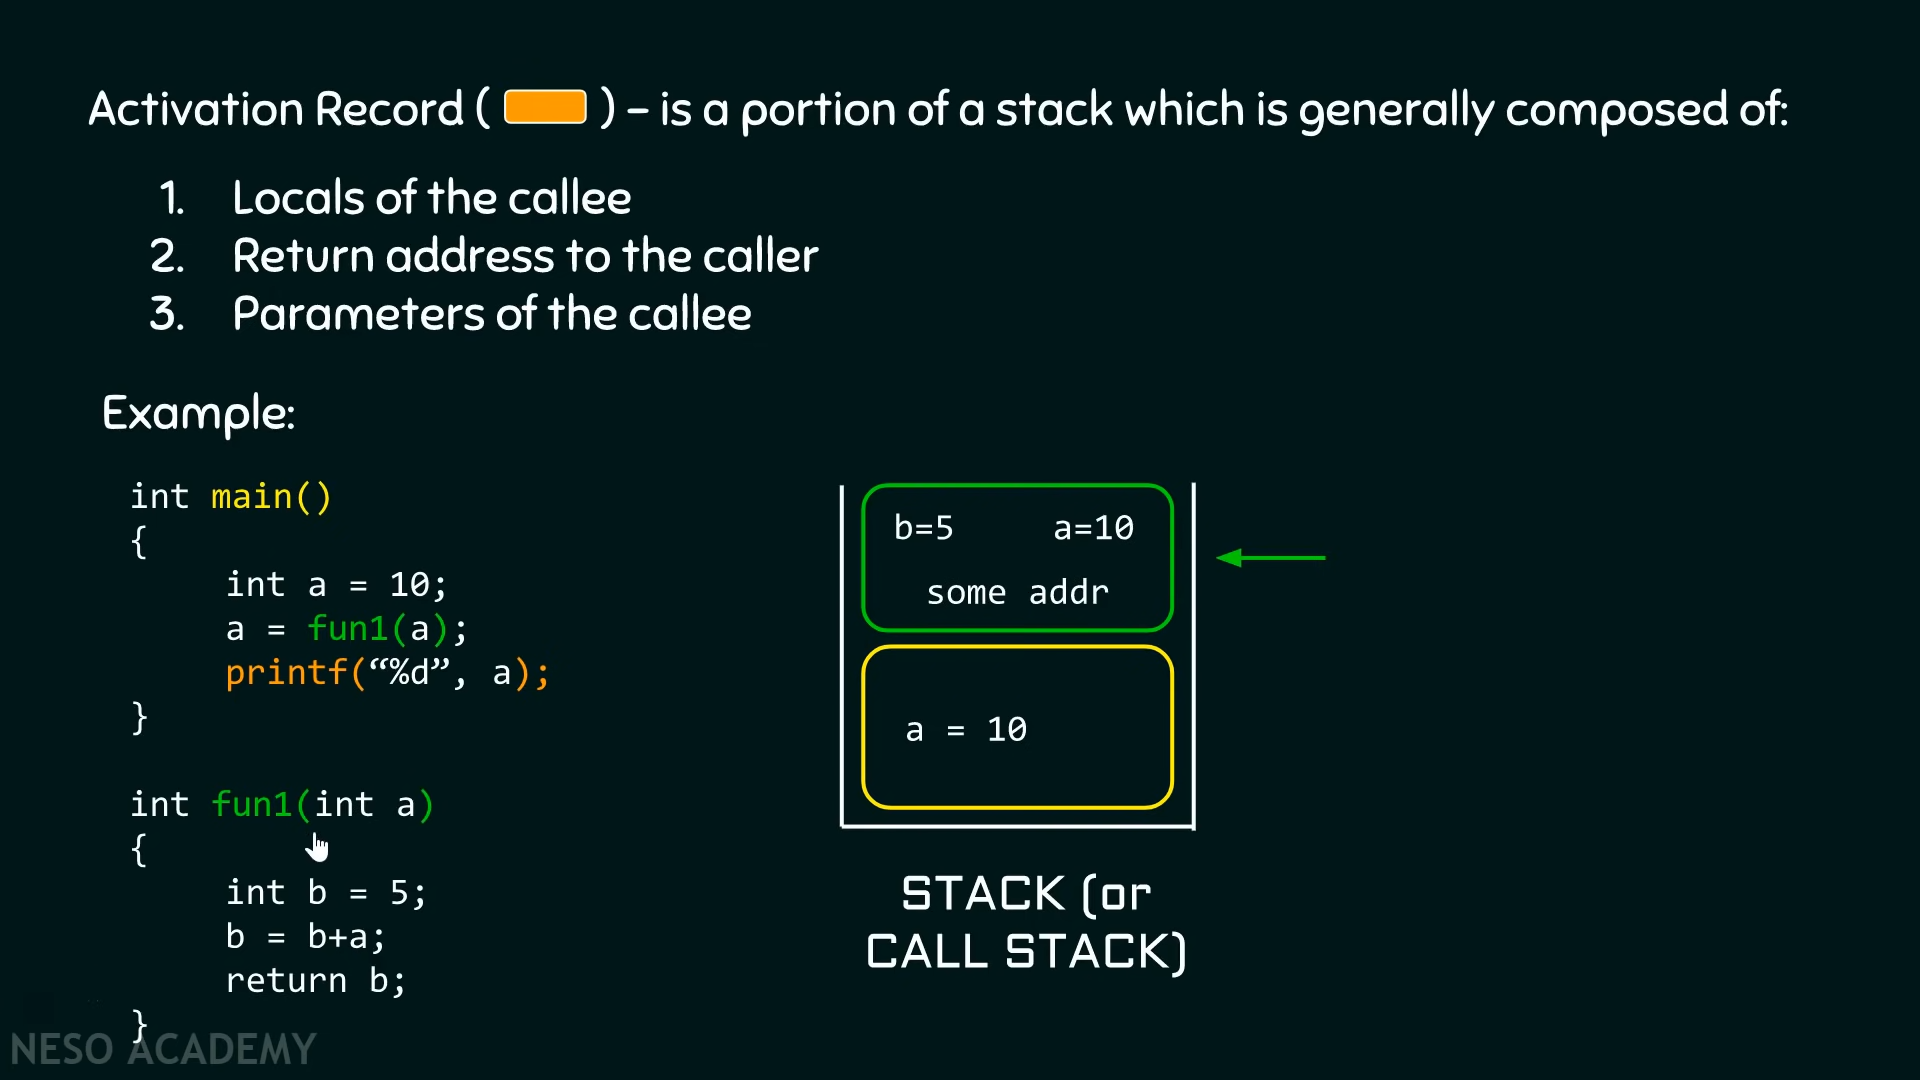 Activation Record ( ) – is a portion of a stack which is generally composed of:
1. Locals of the callee
2. Return address to the caller
3. Parameters of the callee
Example:
int main()
{
int a = 10;
a = fun1(a);
printf(“%d”, a);
}
int fun1(int a)
{
int b = 5;
b = b+a;
return b;
}
b=5 a=10
some addr
a = 10
STACK (or
CALL STACK)
NESO ACADEMY